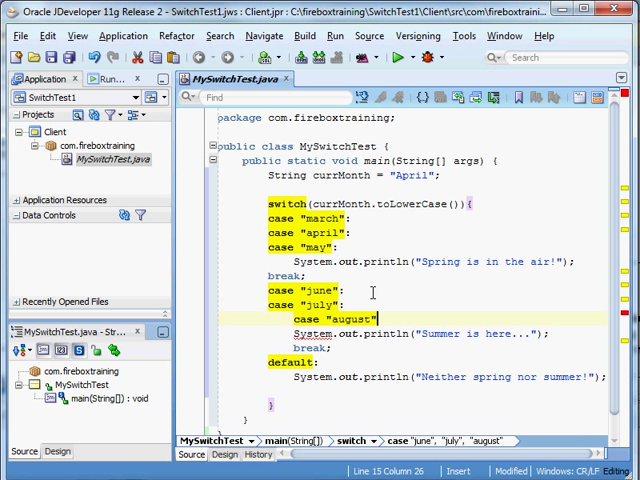 Oracle JDeveloper 11g Release 2 - SwitchTest1.jws : Client.jpr : C:\fireboxtraining\SwitchTest1\Client\src\com\fireboxtraining\
File Edit View Application Refactor Search Navigate Build Run Source Versioning Tools Window Help
Search
Application
Run...
MySwitchTest.java
SwitchTest1
Find
Projects
Client
com.fireboxtraining
MySwitchTest.java
Application Resources
Data Controls
Recently Opened Files
package com.fireboxtraining;
public class MySwitchTest {
public static void main(String[] args) {
String currMonth = "April";
switch(currMonth.toLowerCase()){
case "march":
case "april":
case "may":
System.out.println("Spring is in the air!");
break;
case "june":
case "july":
case "august"
System.out.println("Summer is here...");
break;
default:
System.out.println("Neither spring nor summer!");
}
}
}
MySwitchTest.java - Structure
com.fireboxtraining
MySwitchTest
main(String[]) : void
MySwitchTest main(String[]) switch case "june", "july", "august"
Source Design
Source Design History
Line 15 Column 26 Insert Modified Windows: CR/LF Editing